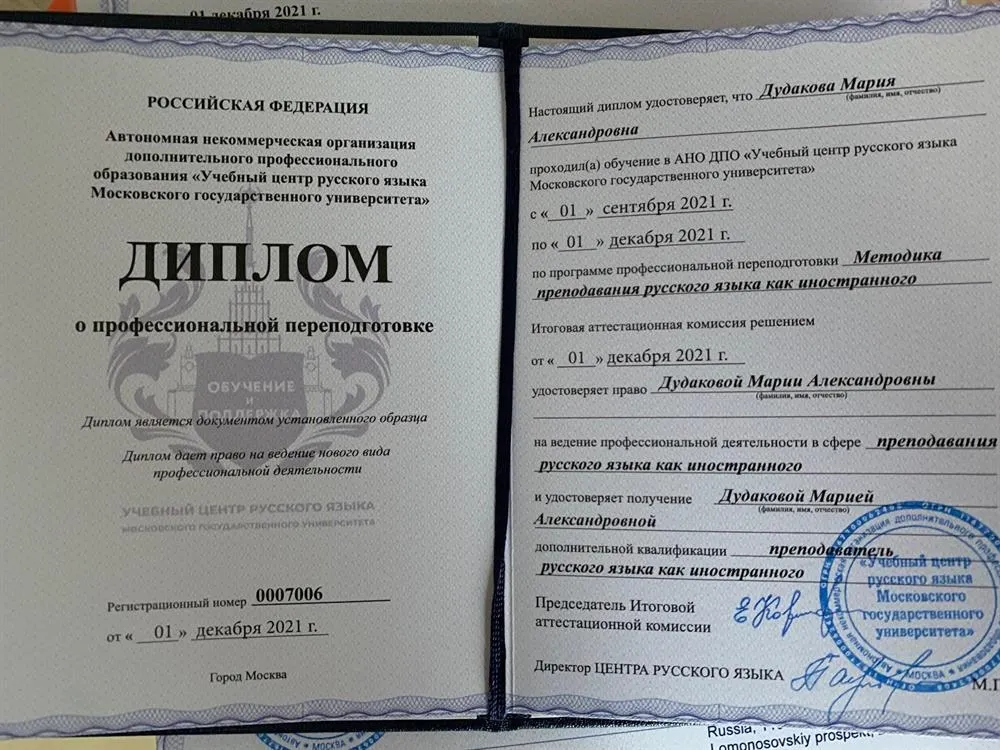 01 декабря 2021 г.
РОССИЙСКАЯ ФЕДЕРАЦИЯ
Автономная некоммерческая организация
дополнительного профессионального
образования «Учебный центр русского языка
Московского государственного университета»
ДИПЛОМ
о профессиональной переподготовке
ОБУЧЕНИЕ
И
ПОДДЕРЖКА
Диплом является документом установленного образца
Диплом дает право на ведение нового вида
профессиональной деятельности
УЧЕБНЫЙ ЦЕНТР РУССКОГО ЯЗЫКА
МОСКОВСКОГО ГОСУДАРСТВЕННОГО УНИВЕРСИТЕТА
Регистрационный номер 0007006
от « 01 » декабря 2021 г.
Город Москва
Настоящий диплом удостоверяет, что Дудакова Мария
(фамилия, имя, отчество)
Александровна
проходил(а) обучение в АНО ДПО «Учебный центр русского языка
Московского государственного университета»
с « 01 » сентября 2021 г.
по « 01 » декабря 2021 г.
по программе профессиональной переподготовки Методика
преподавания русского языка как иностранного
Итоговая аттестационная комиссия решением
от « 01 » декабря 2021 г.
удостоверяет право Дудаковой Марии Александровны
(фамилия, имя, отчество)
на ведение профессиональной деятельности в сфере преподавания
русского языка как иностранного
и удостоверяет получение Дудаковой Марией
(фамилия, имя, отчество)
Александровной
дополнительной квалификации преподаватель
русского языка как иностранного
Председатель Итоговой
аттестационной комиссии
Директор ЦЕНТРА РУССКОГО ЯЗЫКА
«Учебный центр
русского языка
Московского
государственного
университета»
МОСКВА
М.П
МОСКВА
Russia,
Lomonosovskiy prospekt,